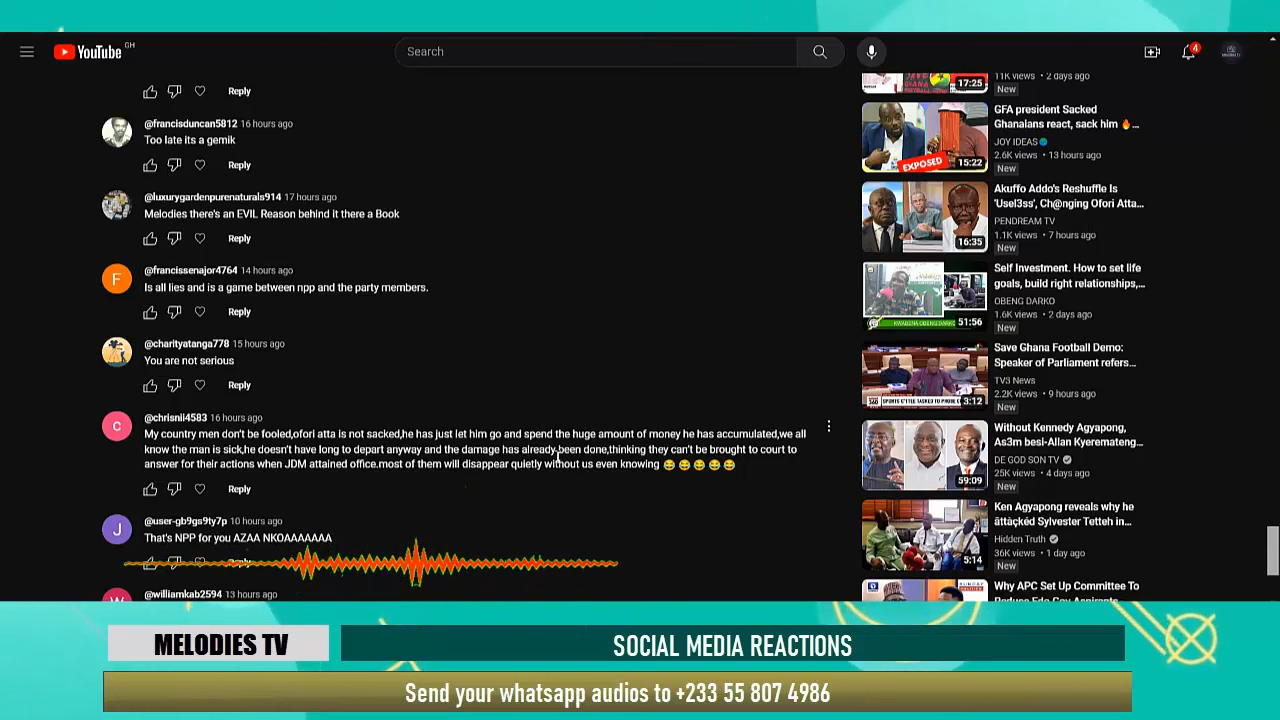 YouTube GH
Search
4
Reply
@francisduncan5812 16 hours ago
Too late its a gemik
Reply
@luxurygardenpurenaturals914 17 hours ago
Melodies there's an EVIL Reason behind it there a Book
Reply
F
@francissenajor4764 14 hours ago
Is all lies and is a game between npp and the party members.
Reply
@charityatanga778 15 hours ago
You are not serious
Reply
C
@chrisnii4583 16 hours ago
My country men don't be fooled,ofori atta is not sacked,he has just let him go and spend the huge amount of money he has accumulated,we all
know the man is sick,he doesn't have long to depart anyway and the damage has already been done,thinking they can't be brought to court to
answer for their actions when JDM attained office.most of them will disappear quietly without us even knowing 😂 😂 😂 😂 😂
Reply
J
@user-gb9gs9ty7p 10 hours ago
That's NPP for you AZAA NKOAAAAAAA
Reply
@williamkab2594 13 hours ago
17:25
11K views • 2 days ago
New
EXPOSED
15:22
GFA president Sacked
Ghanaians react, sack him 🔥...
JOY IDEAS
2.6K views • 13 hours ago
New
16:35
Akuffo Addo's Reshuffle Is
'Usel3ss', Ch@nging Ofori Atta...
PENDREAM TV
1.1K views • 7 hours ago
New
KWABENA OBENG DARKO
51:56
Self Investment. How to set life
goals, build right relationships,...
OBENG DARKO
1.6K views • 2 days ago
New
3:12
Save Ghana Football Demo:
Speaker of Parliament refers...
TV3 News
2.2K views • 9 hours ago
New
59:09
Without Kennedy Agyapong,
As3m besi-Allan Kyeremateng...
DE GOD SON TV
25K views • 4 days ago
New
5:14
Ken Agyapong reveals why he
āttàçkéd Sylvester Tetteh in...
Hidden Truth
36K views • 1 day ago
New
Why APC Set Up Committee To
MELODIES TV
SOCIAL MEDIA REACTIONS
Send your whatsapp audios to +233 55 807 4986